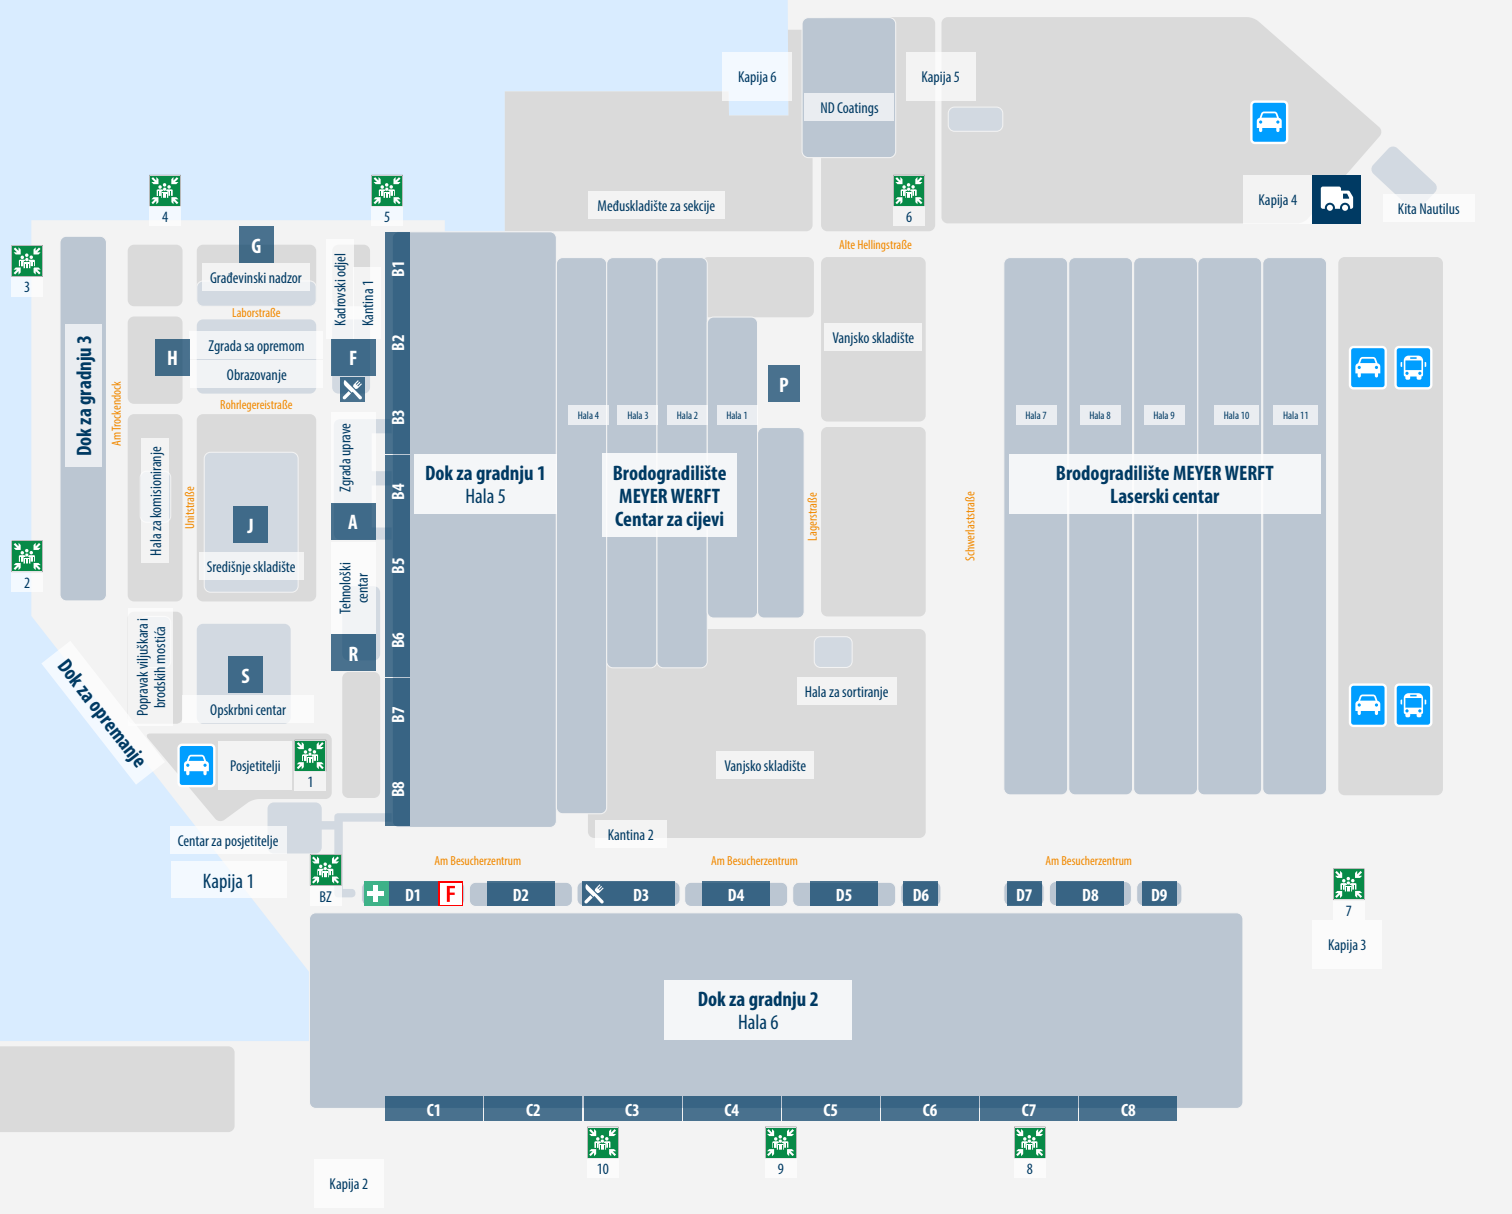 Kapija 6
Kapija 5
ND Coatings
4
5
Međuskladište za sekcije
6
Kapija 4
Kita Nautilus
G
Građevinski nadzor
Kadrovski odjel
Kantina 1
B1
Alte Hellingstraße
3
Laborstraße
Dok za gradnju 3
H
Zgrada sa opremom
Obrazovanje
F
B2
Vanjsko skladište
P
Am Trockendock
Rohrlegereistraße
B3
Hala 4
Hala 3
Hala 2
Hala 1
Hala 7
Hala 8
Hala 9
Hala 10
Hala 11
Hala za komisioniranje
Unitstraße
Zgrada uprave
B4
Dok za gradnju 1
Hala 5
Brodogradilište
MEYER WERFT
Centar za cijevi
Lagerstraße
Schwerlaststraße
Brodogradilište MEYER WERFT
Laserski centar
J
Središnje skladište
A
2
Tehnološki
centar
B5
Popravak viljuškara i
brodskih mostića
R
B6
Dok za opremanje
S
Opskrbni centar
Hala za sortiranje
B7
Posjetitelji
1
Vanjsko skladište
B8
Centar za posjetitelje
Kantina 2
Kapija 1
BZ
Am Besucherzentrum
Am Besucherzentrum
Am Besucherzentrum
D1
F
D2
D3
D4
D5
D6
D7
D8
D9
7
Kapija 3
Dok za gradnju 2
Hala 6
C1
C2
C3
C4
C5
C6
C7
C8
10
9
8
Kapija 2